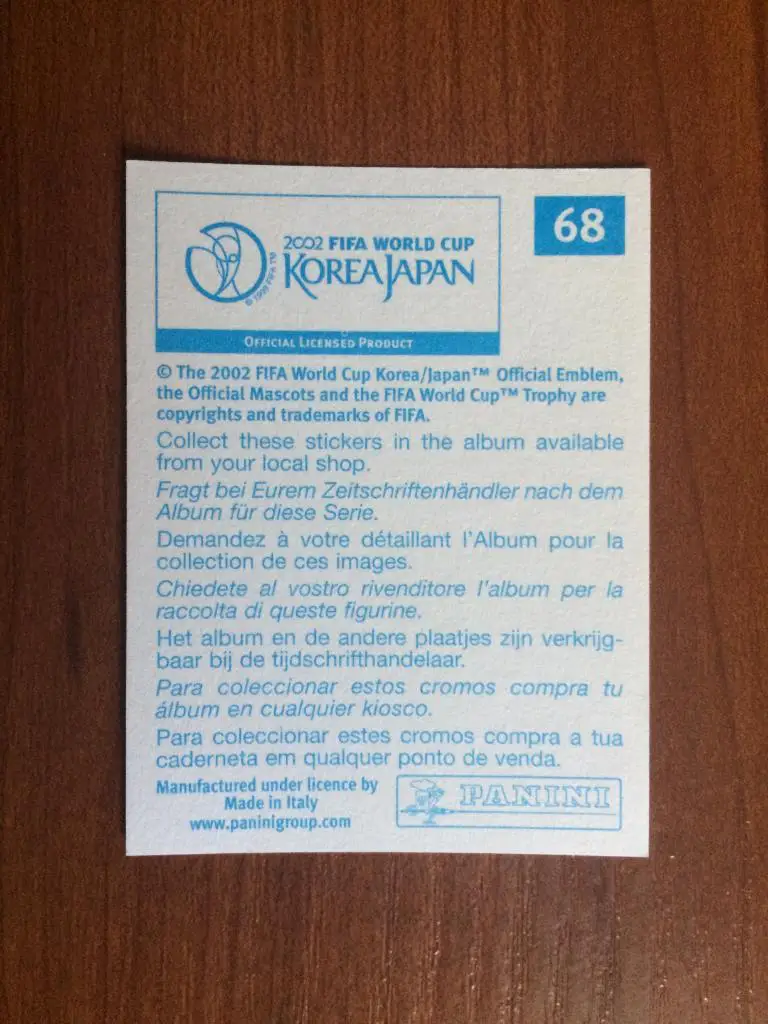 68
2002 FIFA WORLD CUP
KOREAJAPAN
© 1999 FIFA TM
OFFICIAL LICENSED PRODUCT
© The 2002 FIFA World Cup Korea/Japan™ Official Emblem,
the Official Mascots and the FIFA World Cup™ Trophy are
copyrights and trademarks of FIFA.
Collect these stickers in the album available
from your local shop.
Fragt bei Eurem Zeitschriftenhändler nach dem
Album für diese Serie.
Demandez à votre détaillant l'Album pour la
collection de ces images.
Chiedete al vostro rivenditore l'album per la
raccolta di queste figurine.
Het album en de andere plaatjes zijn verkrijg-
baar bij de tijdschrifthandelaar.
Para coleccionar estos cromos compra tu
álbum en cualquier kiosco.
Para coleccionar estes cromos compra a tua
caderneta em qualquer ponto de venda.
Manufactured under licence by
Made in Italy
www.paninigroup.com
PANINI